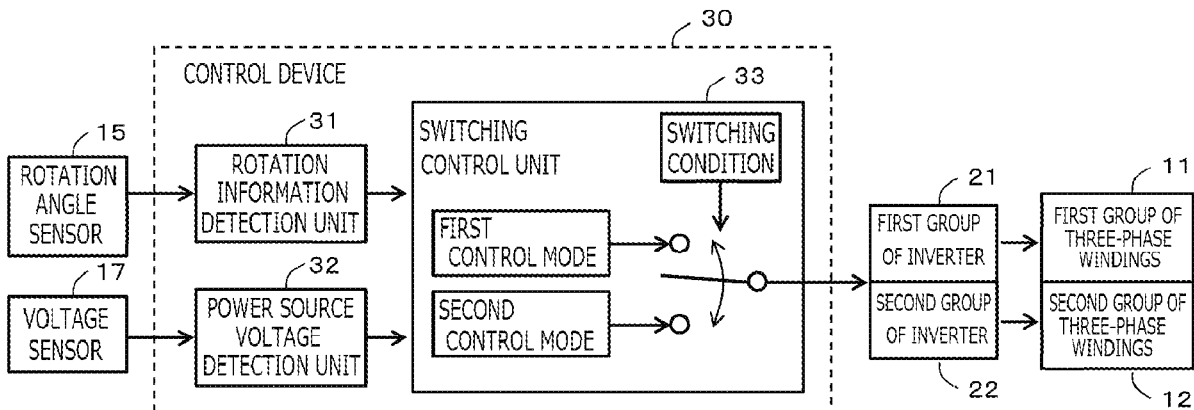 30
CONTROL DEVICE
33
15
31
SWITCHING
CONTROL UNIT
SWITCHING
CONDITION
ROTATION
ANGLE
SENSOR
ROTATION
INFORMATION
DETECTION UNIT
21
11
FIRST
CONTROL MODE
FIRST GROUP
OF INVERTER
FIRST GROUP OF
THREE-PHASE
WINDINGS
17
32
VOLTAGE
SENSOR
POWER SOURCE
VOLTAGE
DETECTION UNIT
SECOND
CONTROL MODE
SECOND GROUP
OF INVERTER
SECOND GROUP OF
THREE-PHASE
WINDINGS
22
12